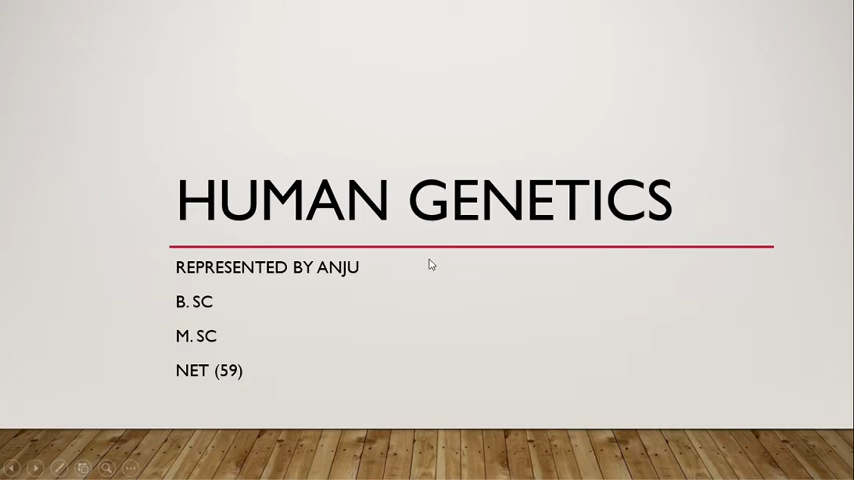 HUMAN GENETICS
REPRESENTED BY ANJU
B. SC
M. SC
NET (59)